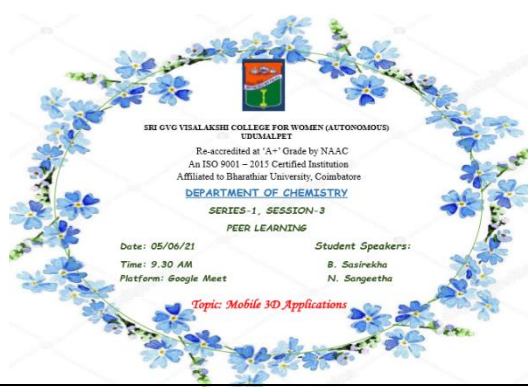 SRI GVG VISALAKSHI COLLEGE FOR WOMEN (AUTONOMOUS)
UDUMALPET
Re-accredited at ‘A+’ Grade by NAAC
An ISO 9001 – 2015 Certified Institution
Affiliated to Bharathiar University, Coimbatore
DEPARTMENT OF CHEMISTRY
SERIES-1, SESSION-3
PEER LEARNING
Date: 05/06/21
Student Speakers:
Time: 9.30 AM
B. Sasirekha
Platform: Google Meet
N. Sangeetha
Topic: Mobile 3D Applications